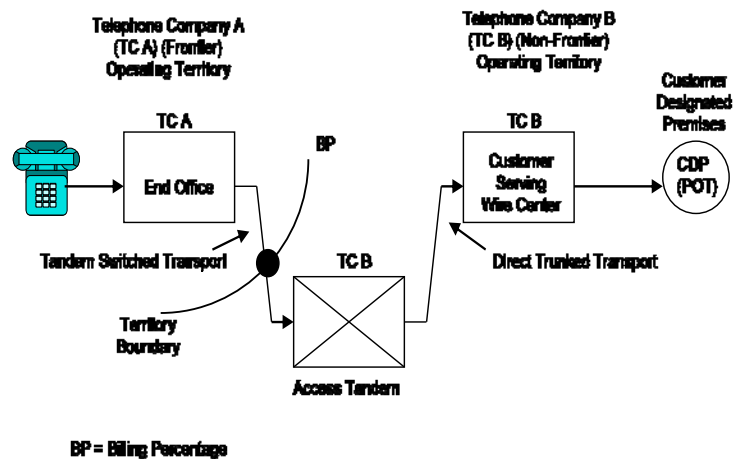 Telephone Company A
(TC A) (Frontier)
Operating Territory
Telephone Company B
(TC B) (Non-Frontier)
Operating Territory
Customer
Designated
Premises
TC A
End Office
BP
TC B
Customer
Serving
Wire Center
CDP
(POT)
Tandem Switched Transport
TC B
Direct Trunked Transport
Territory
Boundary
Access Tandem
BP = Billing Percentage